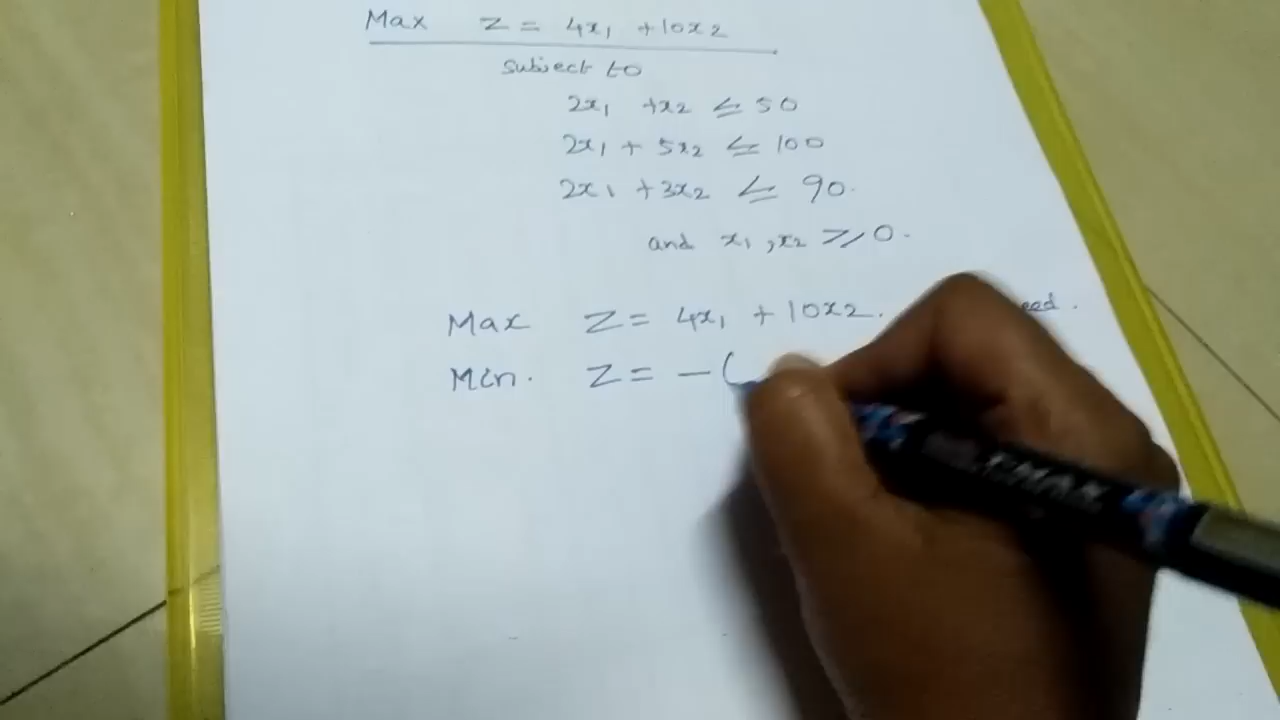 Max Z = 4x₁ + 10x₂
Subject to
2x₁ + x₂ ≤ 50
2x₁ + 5x₂ ≤ 100
2x₁ + 3x₂ ≤ 90.
and x₁, x₂ ≥ 0.
Max Z = 4x₁ + 10x₂.
Min. Z = - (